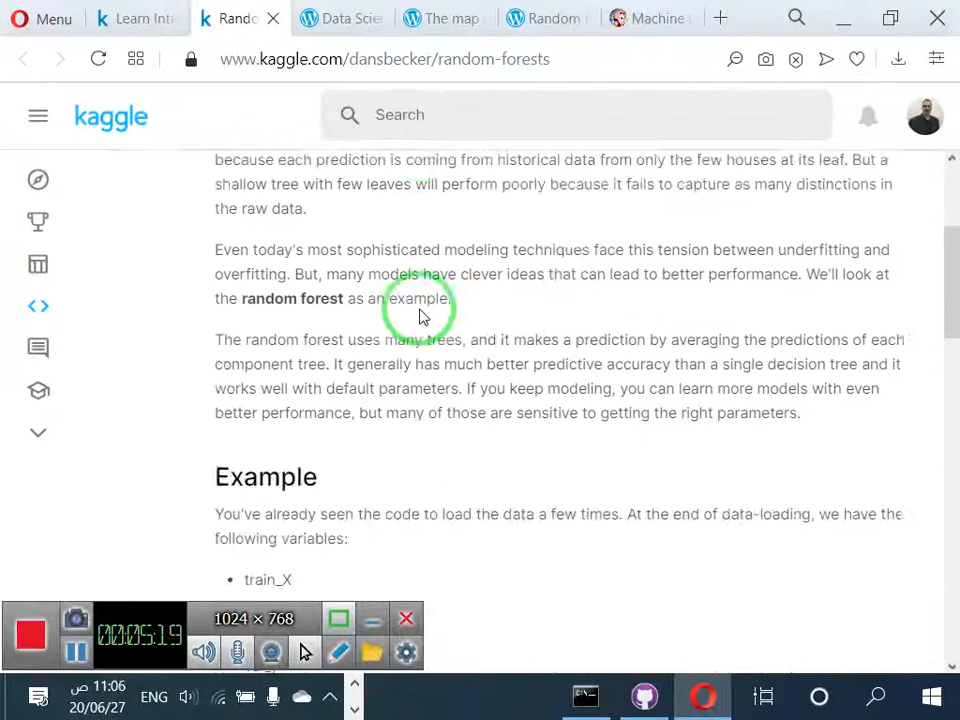 Menu
Learn Int
Rando
Data Scie
The map
Random
Machine L
www.kaggle.com/dansbecker/random-forests
kaggle
Search
because each prediction is coming from historical data from only the few houses at its leaf. But a
shallow tree with few leaves will perform poorly because it fails to capture as many distinctions in
the raw data.
Even today's most sophisticated modeling techniques face this tension between underfitting and
overfitting. But, many models have clever ideas that can lead to better performance. We'll look at
the random forest as an example.
The random forest uses many trees, and it makes a prediction by averaging the predictions of each
component tree. It generally has much better predictive accuracy than a single decision tree and it
works well with default parameters. If you keep modeling, you can learn more models with even
better performance, but many of those are sensitive to getting the right parameters.
Example
You've already seen the code to load the data a few times. At the end of data-loading, we have the
following variables:
• train_X
1024 × 768
00:05:19
11:06 ص
20/06/27
ENG